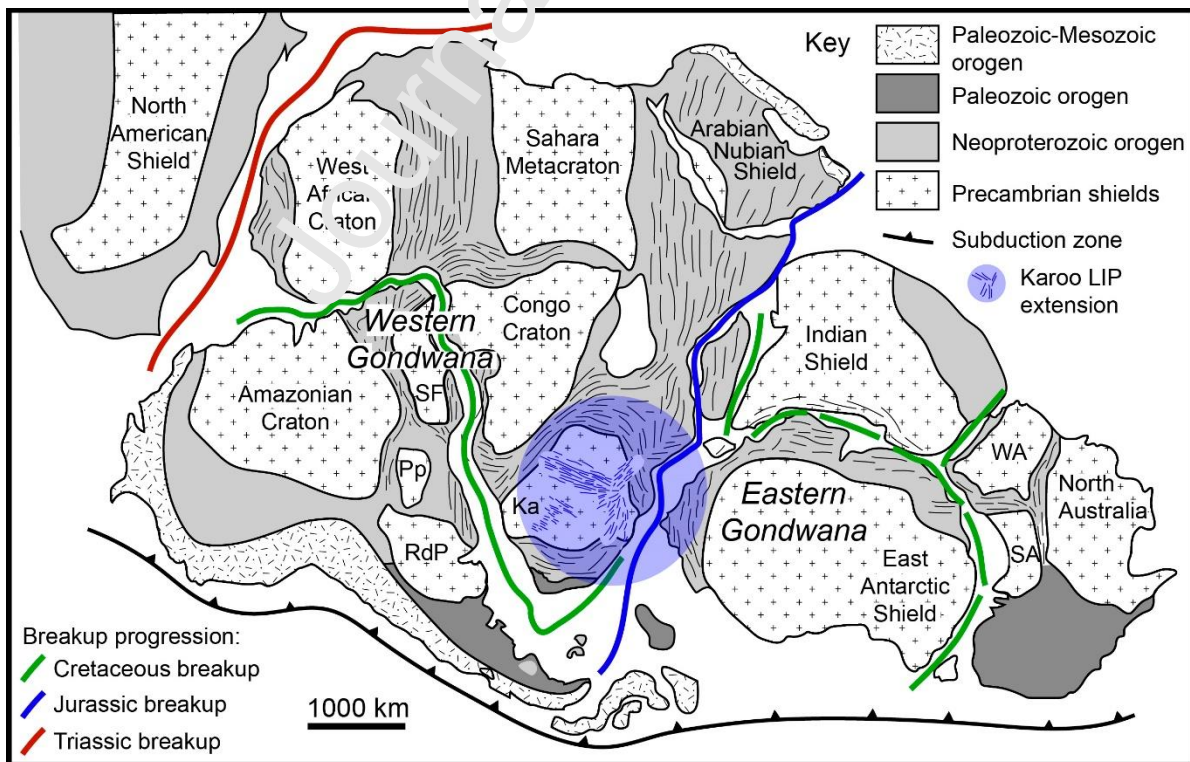 Journa
Key
Paleozoic-Mesozoic
orogen
Paleozoic orogen
Neoproterozoic orogen
Precambrian shields
Subduction zone
Karoo LIP
extension
North
American
Shield
West
African
Craton
Sahara
Metacraton
Arabian
Nubian
Shield
Western
Gondwana
Congo
Craton
Indian
Shield
Amazonian
Craton
SF
Pp
RdP
Ka
Eastern
Gondwana
WA
North
Australia
SA
East
Antarctic
Shield
Breakup progression:
Cretaceous breakup
Jurassic breakup
Triassic breakup
1000 km